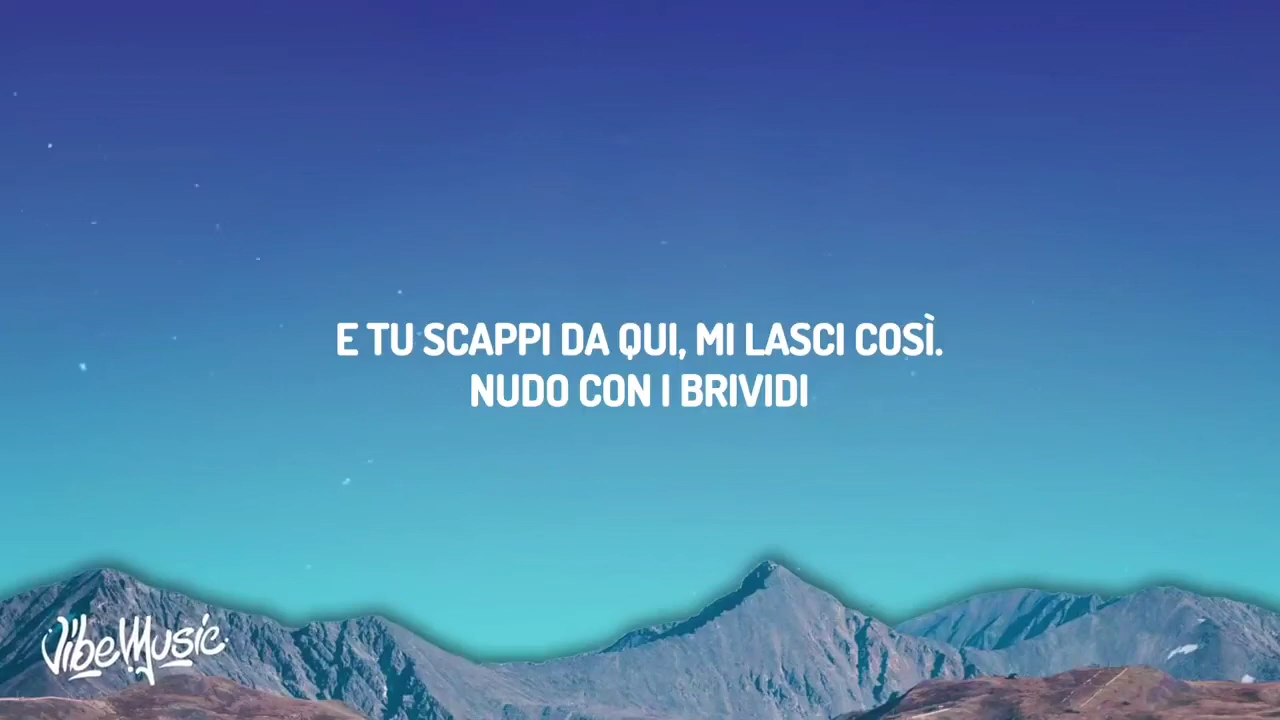 E TU SCAPPI DA QUI, MI LASCI COSÌ.
NUDO CON I BRIVIDI
VibeMusic